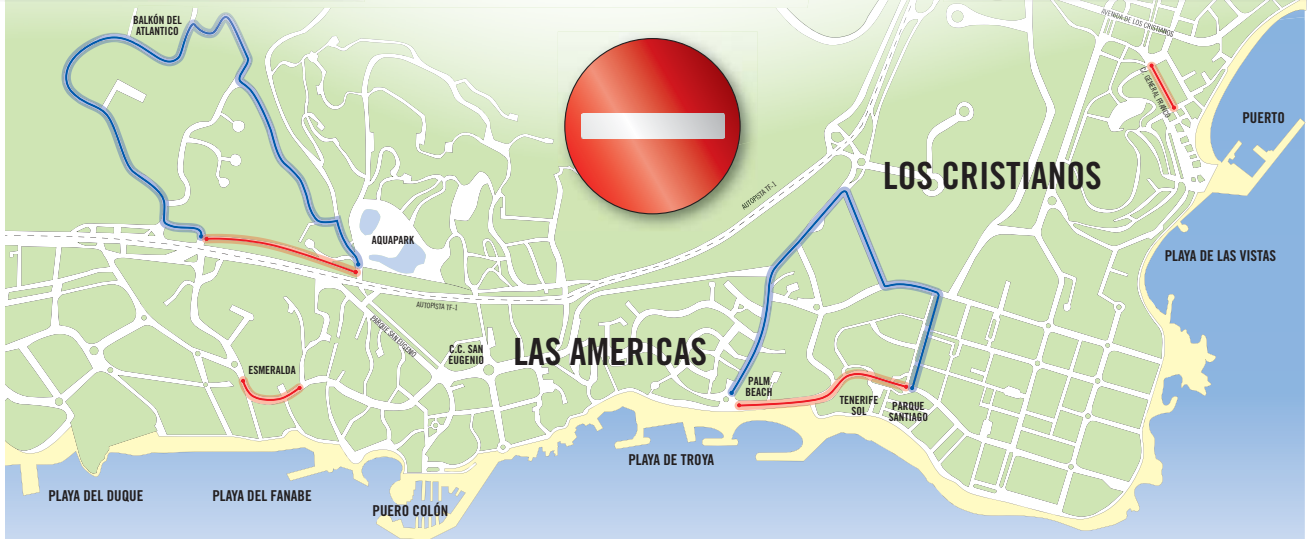 BALKÓN DEL
ATLANTICO
AVENIDA DE LOS CRISTIANOS
C/ GENERAL FRANCO
PUERTO
LOS CRISTIANOS
AUTOPISTA TF-1
AQUAPARK
PLAYA DE LAS VISTAS
AUTOPISTA TF-1
PARQUE SAN EUGENIO
C.C. SAN
EUGENIO
LAS AMERICAS
ESMERALDA
PALM
BEACH
TENERIFE
SOL
PARQUE
SANTIAGO
PLAYA DE TROYA
PLAYA DEL DUQUE
PLAYA DEL FANABE
PUERO COLÓN